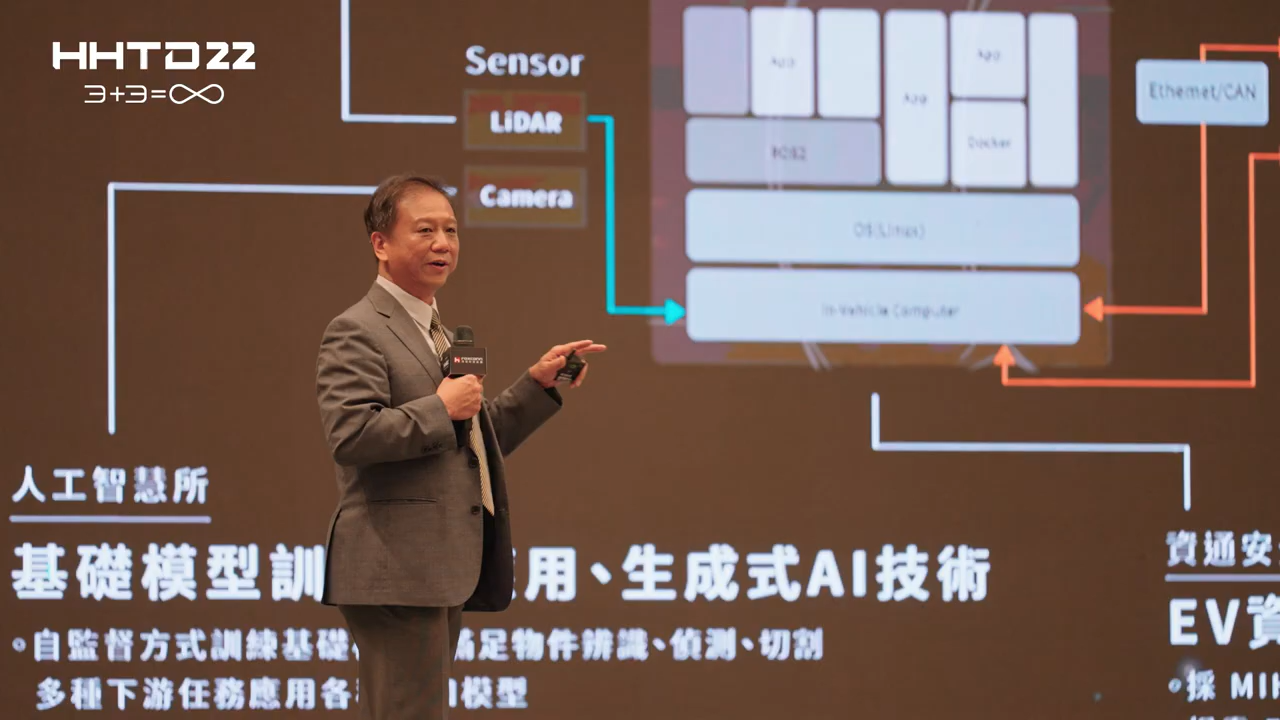 HHTD22
3+3=∞
Sensor
LiDAR
Camera
App
App
App
Docker
ROS2
OS(Linux)
In-Vehicle Computer
Ethernet/CAN
人工智慧所
基礎模型訓 用、生成式AI技術
◦自監督方式訓練基礎 滿足物件辨識、偵測、切割
多種下游任務應用各 模型
資通安
EV資
◦採 MIH